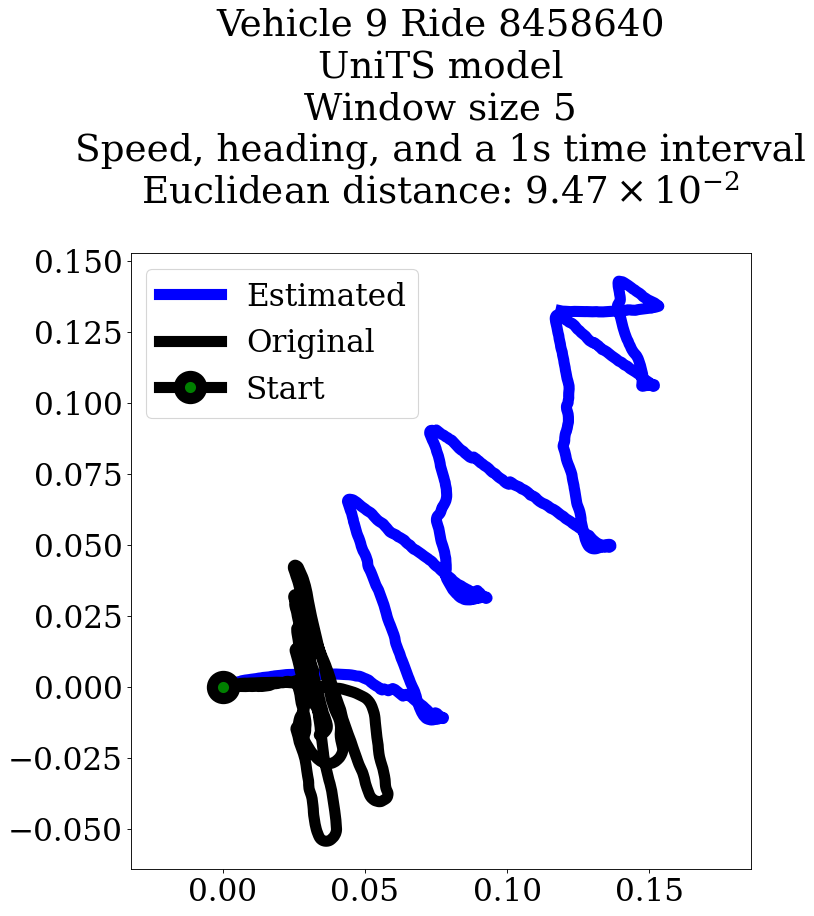 Vehicle 9 Ride 8458640
UniTS model
Window size 5
Speed, heading, and a 1s time interval
Euclidean distance: 9.47 × 10⁻²
0.150
0.125
0.100
0.075
0.050
0.025
0.000
−0.025
−0.050
Estimated
Original
Start
0.00 0.05 0.10 0.15